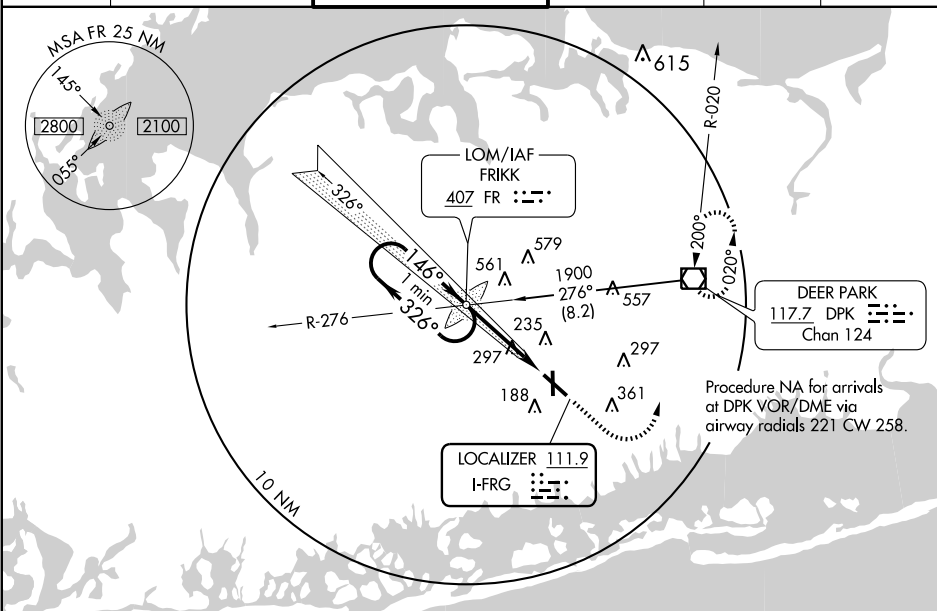 MSA FR 25 NM
145°
2800
2100
055°
615
R-020
LOM/IAF
FRIKK
407 FR
326°
579
561
146°
1 min
326°
1900
276°
(8.2)
557
200°
020°
DEER PARK
117.7 DPK
Chan 124
R-276
235
297
297
188
361
Procedure NA for arrivals
at DPK VOR/DME via
airway radials 221 CW 258.
LOCALIZER 111.9
I-FRG
10 NM